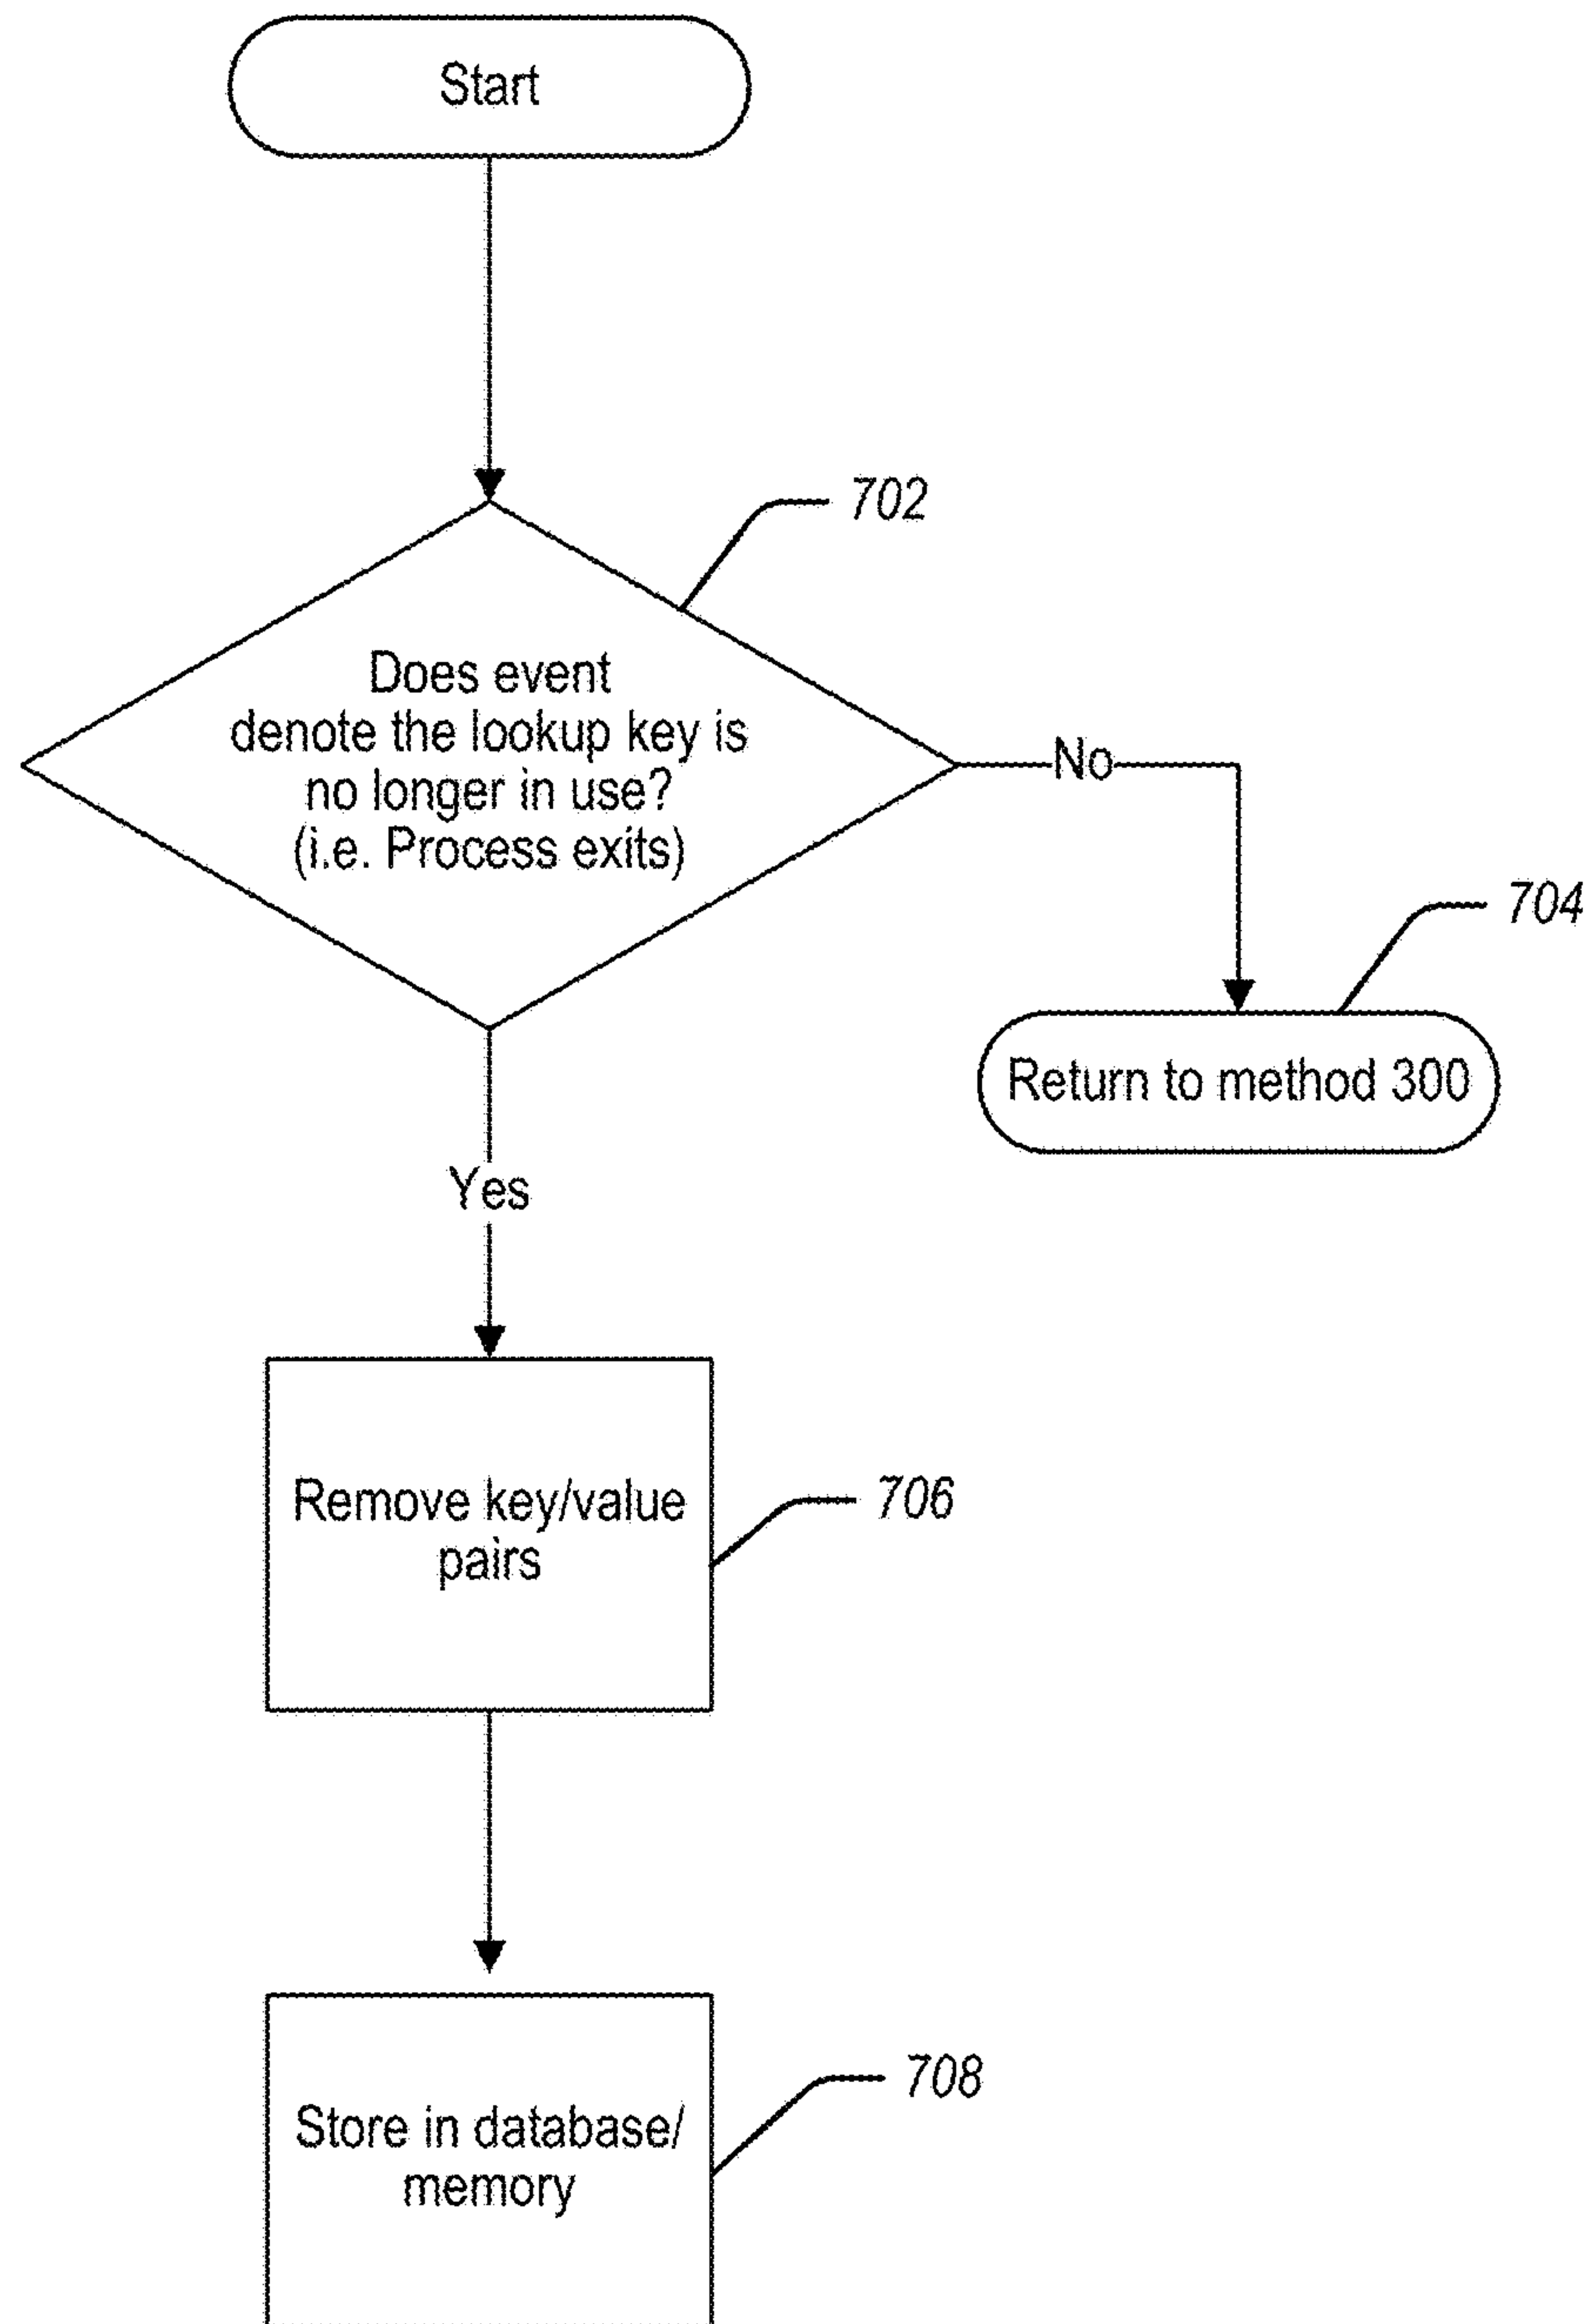 Start
702
Does event
denote the lookup key is
no longer in use?
(i.e. Process exits)
No
704
Return to method 300
Yes
Remove key/value
pairs
706
708
Store in database/
memory